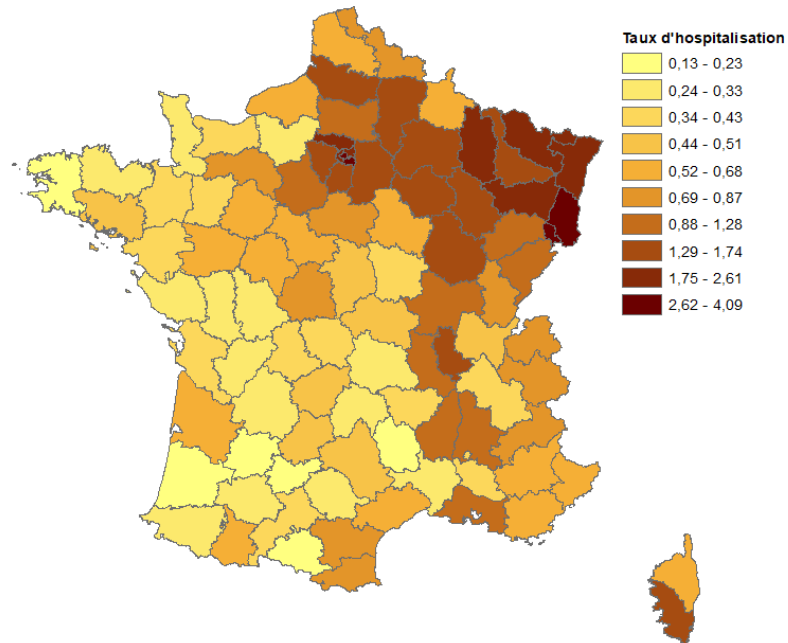 Taux d'hospitalisation
0,13 - 0,23
0,24 - 0,33
0,34 - 0,43
0,44 - 0,51
0,52 - 0,68
0,69 - 0,87
0,88 - 1,28
1,29 - 1,74
1,75 - 2,61
2,62 - 4,09